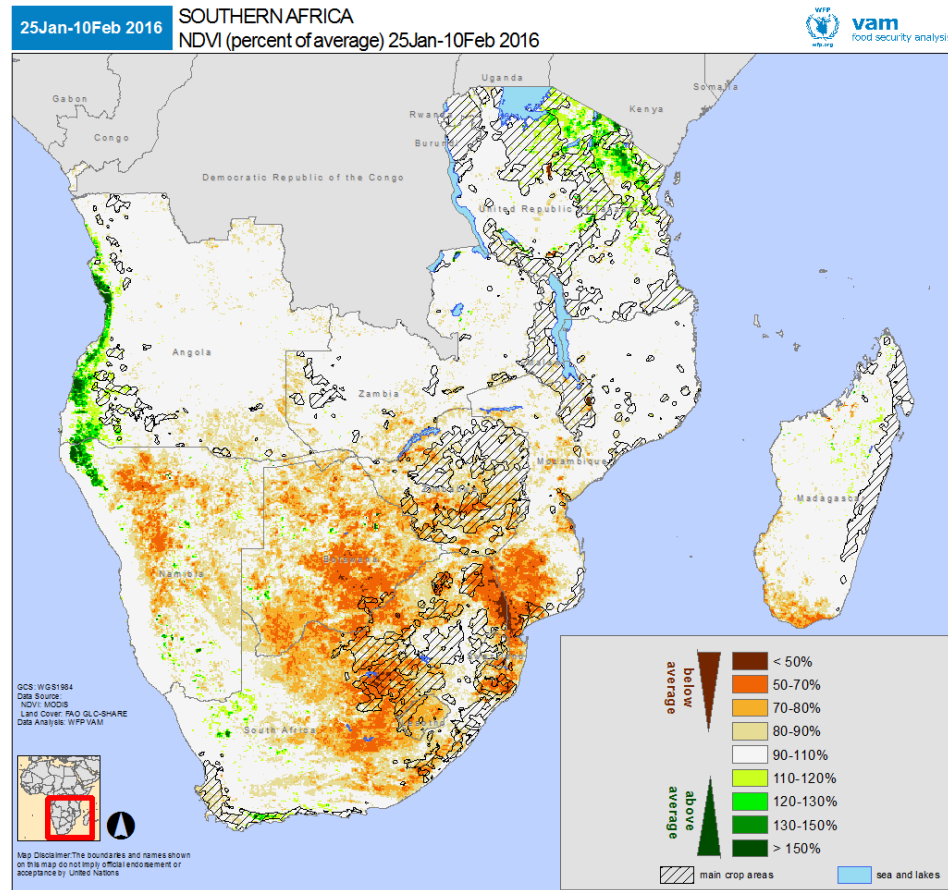 25Jan-10Feb 2016
SOUTHERN AFRICA
NDVI (percent of average) 25Jan-10Feb 2016
WFP
wfp.org
vam
food security analysis
Uganda
Somalia
Gabon
Kenya
Rwanda
Congo
Burundi
Democratic Republic of the Congo
United Republic of Tanzania
Angola
Zambia
Mozambique
Madagascar
Botswana
Namibia
South Africa
GCS: WGS1984
Data Source:
NDVI: MODIS
Land Cover: FAO GLC-SHARE
Data Analysis: WFP VAM
Map Disclaimer:The boundaries and names shown
on this map do not imply official endorsement or
acceptance by United Nations
below
average
above
average
< 50%
50-70%
70-80%
80-90%
90-110%
110-120%
120-130%
130-150%
> 150%
main crop areas
sea and lakes